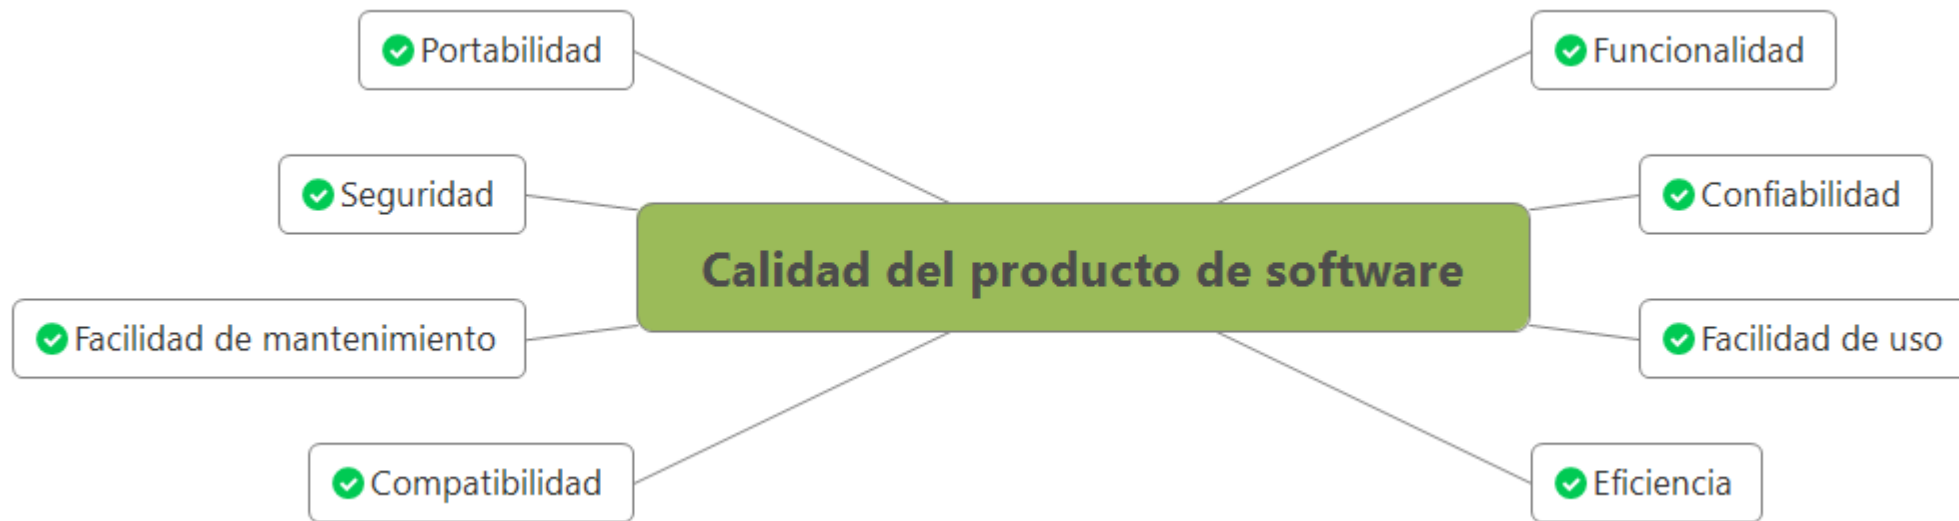 Portabilidad
Funcionalidad
Seguridad
Confiabilidad
Calidad del producto de software
Facilidad de mantenimiento
Facilidad de uso
Compatibilidad
Eficiencia